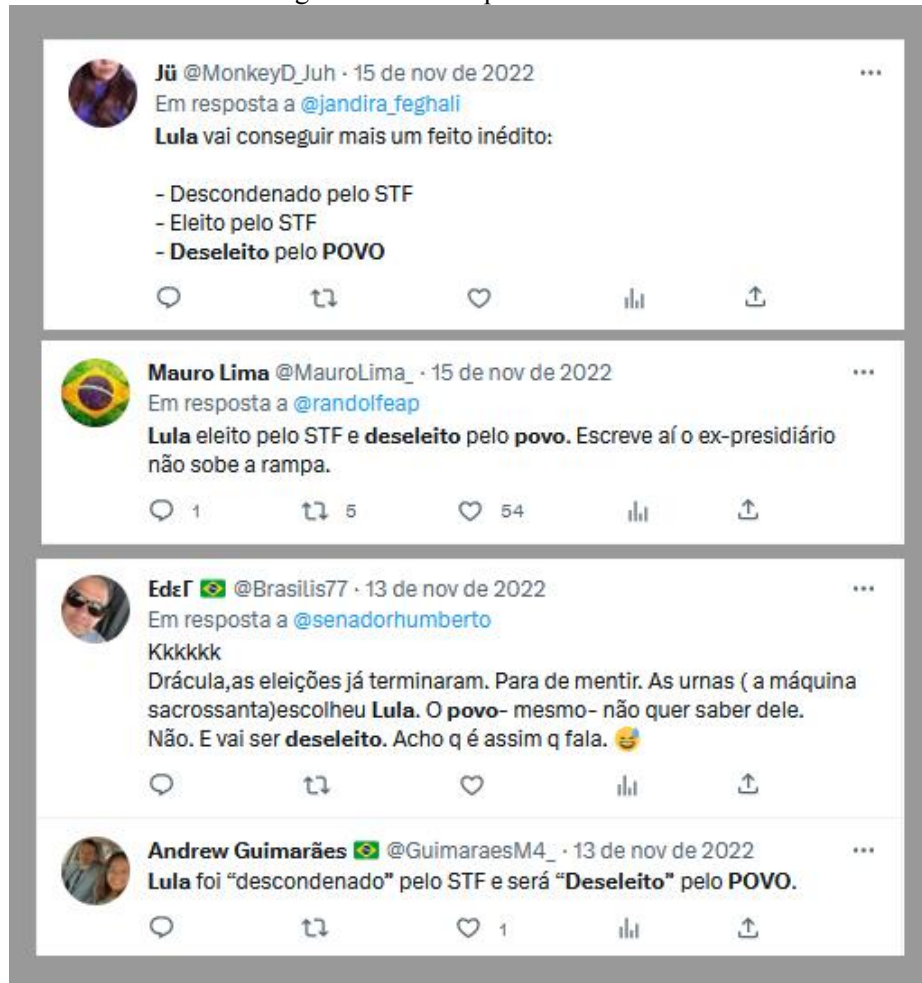 Jü @MonkeyD_Juh · 15 de nov de 2022
Em resposta a @jandira_feghali
Lula vai conseguir mais um feito inédito:
- Descondenado pelo STF
- Eleito pelo STF
- Deseleito pelo POVO
Mauro Lima @MauroLima_ · 15 de nov de 2022
Em resposta a @randolfeap
Lula eleito pelo STF e deseleito pelo povo. Escreve aí o ex-presidiário
não sobe a rampa.
1 5 54
EdɛΓ @Brasilis77 · 13 de nov de 2022
Em resposta a @senadorhumberto
Kkkkkk
Drácula,as eleições já terminaram. Para de mentir. As urnas ( a máquina
sacrossanta)escolheu Lula. O povo- mesmo- não quer saber dele.
Não. E vai ser deseleito. Acho q é assim q fala. 😅
Andrew Guimarães @GuimaraesM4_ · 13 de nov de 2022
Lula foi “descondenado” pelo STF e será “Deseleito” pelo POVO.
1